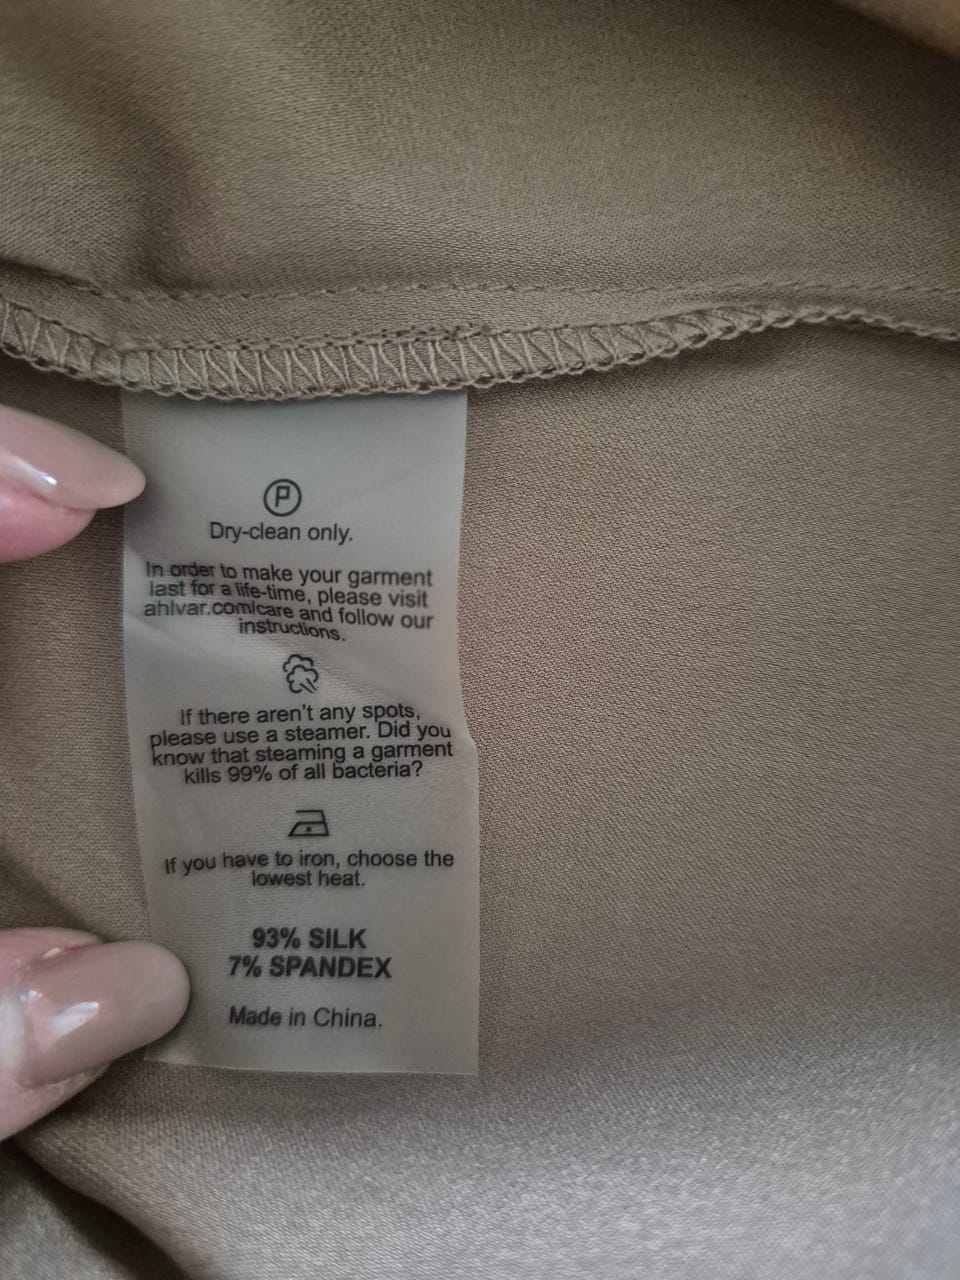 P
Dry-clean only.
In order to make your garment
last for a life-time, please visit
ahlvar.com/care and follow our
instructions.
If there aren't any spots,
please use a steamer. Did you
know that steaming a garment
kills 99% of all bacteria?
If you have to iron, choose the
lowest heat.
93% SILK
7% SPANDEX
Made in China.